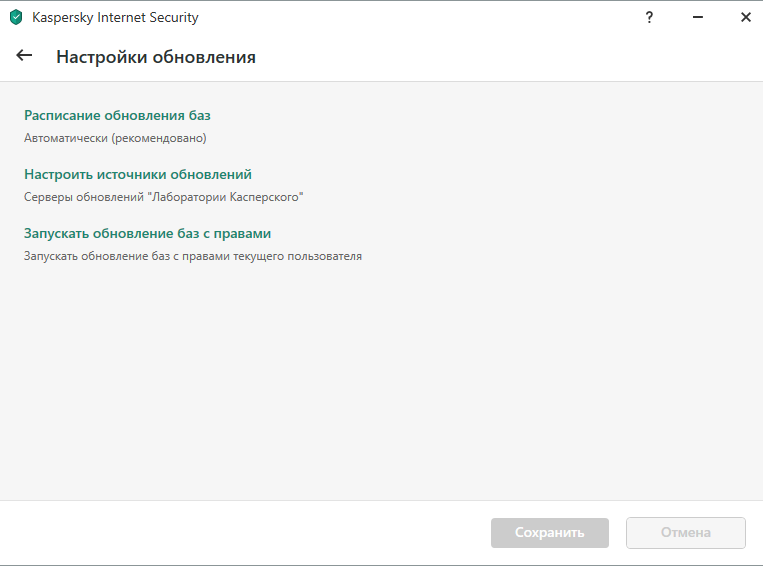 Kaspersky Internet Security
?
Настройки обновления
Расписание обновления баз
Автоматически (рекомендовано)
Настроить источники обновлений
Серверы обновлений "Лаборатории Касперского"
Запускать обновление баз с правами
Запускать обновление баз с правами текущего пользователя
Сохранить
Отмена